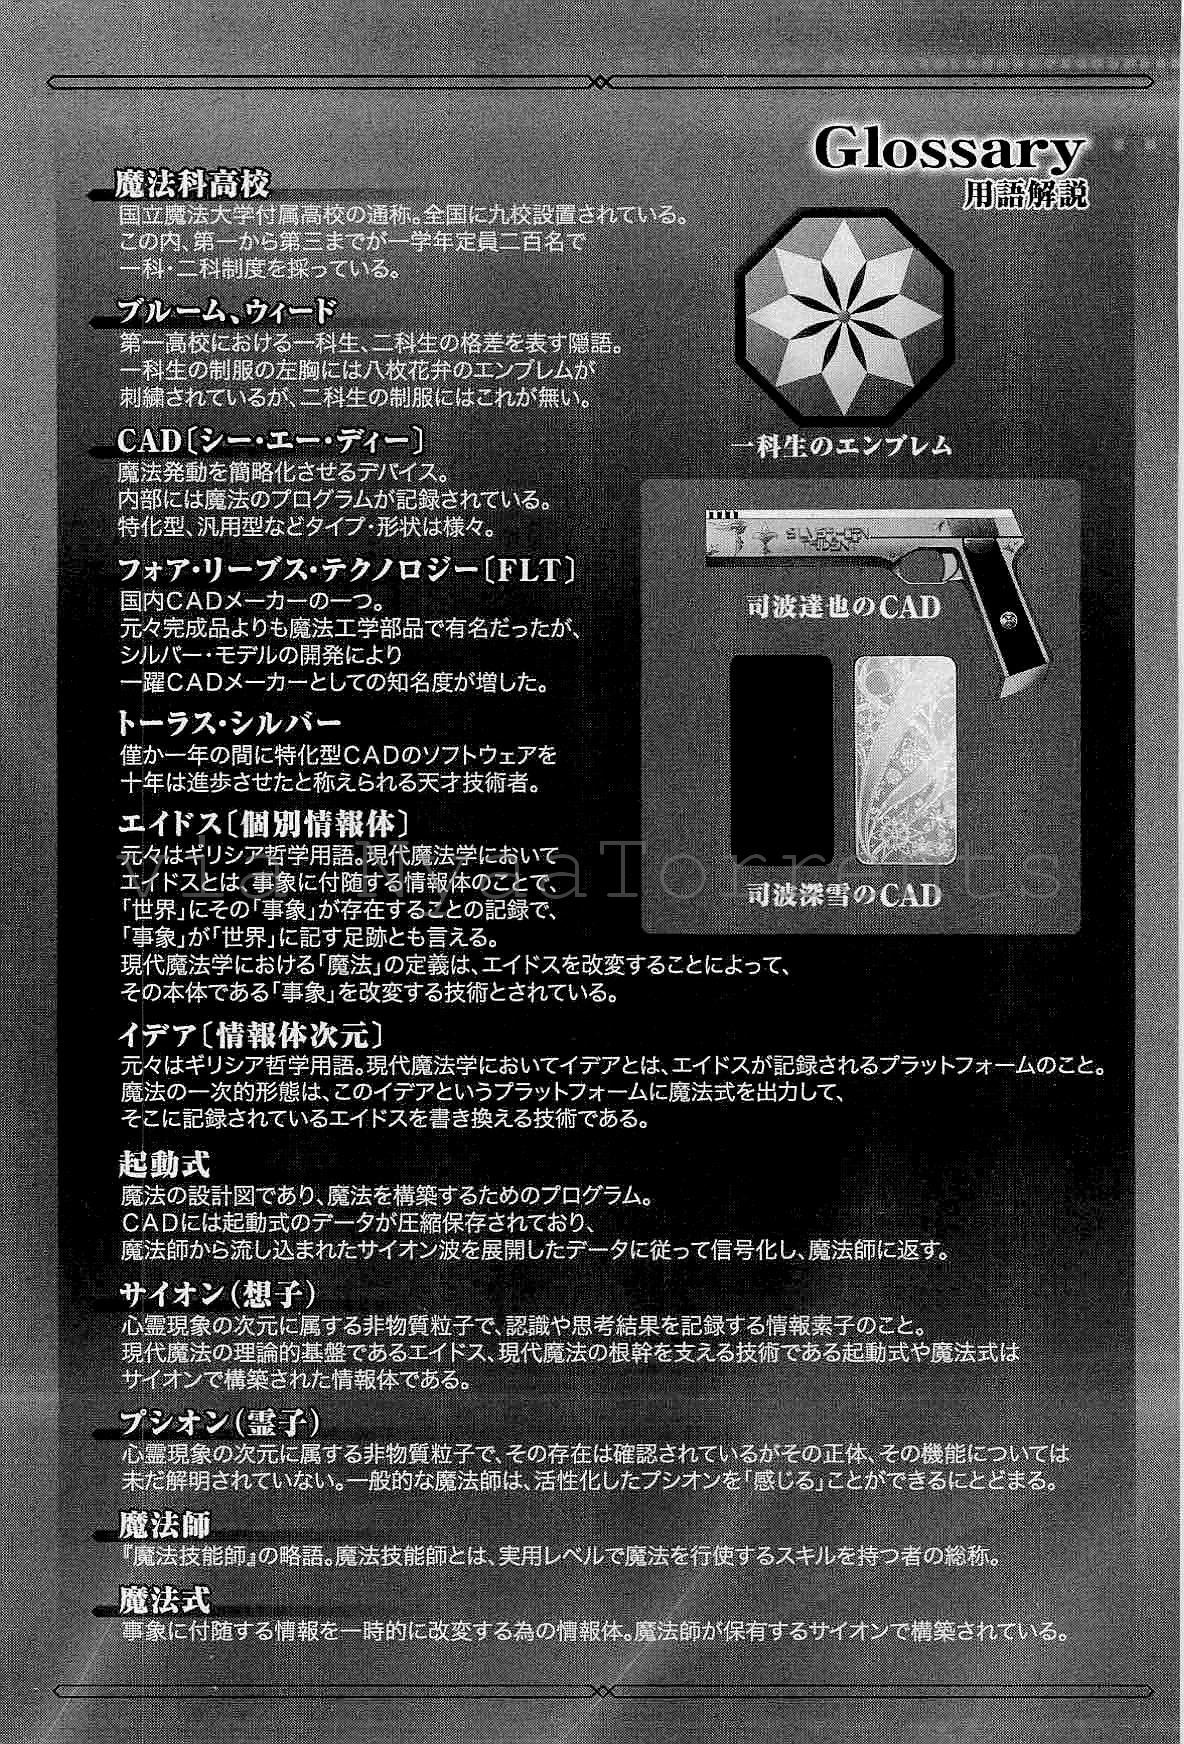 Glossary
用語解説
魔法科高校
国立魔法大学付属高校の通称。全国に九校設置されている。
この内、第一から第三までが一学年定員二百名で
一科・二科制度を採っている。
ブルーム、ウィード
第一高校における一科生、二科生の格差を表す隠語。
一科生の制服の左胸には八枚花弁のエンブレムが
刺繍されているが、二科生の制服にはこれが無い。
一科生のエンブレム
CAD〔シー・エー・ディー〕
魔法発動を簡略化させるデバイス。
内部には魔法のプログラムが記録されている。
特化型、汎用型などタイプ・形状は様々。
フォア・リーブス・テクノロジー〔FLT〕
国内CADメーカーの一つ。
元々完成品よりも魔法工学部品で有名だったが、
シルバー・モデルの開発により
一躍CADメーカーとしての知名度が増した。
司波達也のCAD
トーラス・シルバー
僅か一年の間に特化型CADのソフトウェアを
十年は進歩させたと称えられる天才技術者。
司波深雪のCAD
エイドス〔個別情報体〕
元々はギリシア哲学用語。現代魔法学において
エイドスとは、事象に付随する情報体のことで、
「世界」にその「事象」が存在することの記録で、
「事象」が「世界」に記す足跡とも言える。
現代魔法学における「魔法」の定義は、エイドスを改変することによって、
その本体である「事象」を改変する技術とされている。
via NyaaTorrents
イデア〔情報体次元〕
元々はギリシア哲学用語。現代魔法学においてイデアとは、エイドスが記録されるプラットフォームのこと。
魔法の一次的形態は、このイデアというプラットフォームに魔法式を出力して、
そこに記録されているエイドスを書き換える技術である。
起動式
魔法の設計図であり、魔法を構築するためのプログラム。
CADには起動式のデータが圧縮保存されており、
魔法師から流し込まれたサイオン波を展開したデータに従って信号化し、魔法師に返す。
サイオン(想子)
心霊現象の次元に属する非物質粒子で、認識や思考結果を記録する情報素子のこと。
現代魔法の理論的基盤であるエイドス、現代魔法の根幹を支える技術である起動式や魔法式は
サイオンで構築された情報体である。
プシオン(霊子)
心霊現象の次元に属する非物質粒子で、その存在は確認されているがその正体、その機能については
未だ解明されていない。一般的な魔法師は、活性化したプシオンを「感じる」ことができるにとどまる。
魔法師
『魔法技能師』の略語。魔法技能師とは、実用レベルで魔法を行使するスキルを持つ者の総称。
魔法式
事象に付随する情報を一時的に改変する為の情報体。魔法師が保有するサイオンで構築されている。